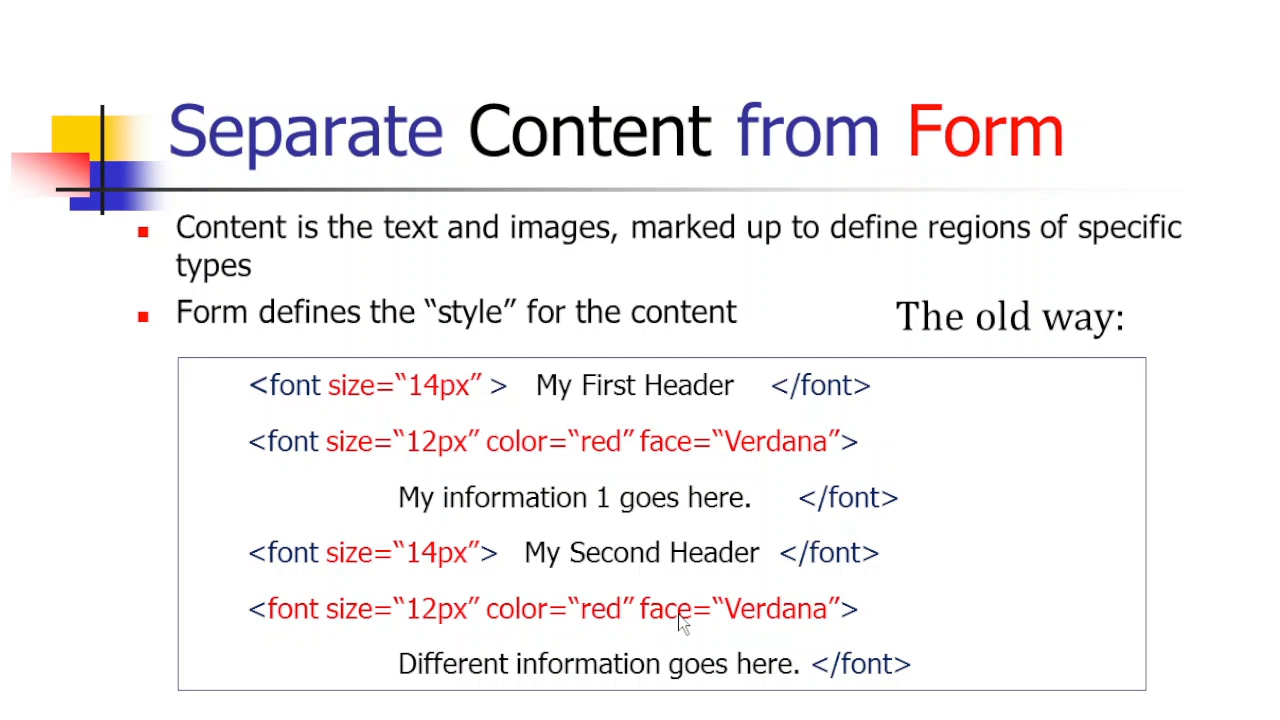 Separate Content from Form
Content is the text and images, marked up to define regions of specific
types
Form defines the “style” for the content
The old way:
<font size=“14px” > My First Header </font>
<font size=“12px” color=“red” face=“Verdana”>
My information 1 goes here. </font>
<font size=“14px”> My Second Header </font>
<font size=“12px” color=“red” face=“Verdana”>
Different information goes here. </font>